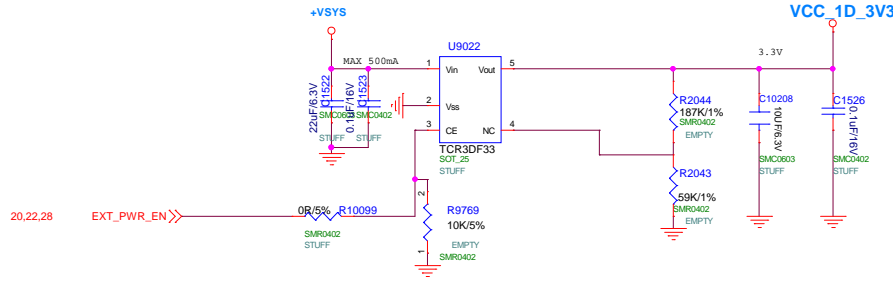 +VSYS
VCC_1D_3V3
MAX 500mA
U9022
3.3V
1
Vin
Vout
5
C1522
22uF/6.3V
SMC0603
STUFF
C1523
0.1uF/16V
SMC0402
STUFF
2
Vss
3
CE
NC
4
TCR3DF33
SOT_25
STUFF
R2044
187K/1%
SMR0402
EMPTY
C10208
10UF/6.3V
SMC0603
STUFF
C1526
0.1uF/16V
SMC0402
STUFF
R2043
59K/1%
SMR0402
EMPTY
20,22,28
EXT_PWR_EN
0R/5%
R10099
SMR0402
STUFF
2
R9769
10K/5%
EMPTY
1
SMR0402